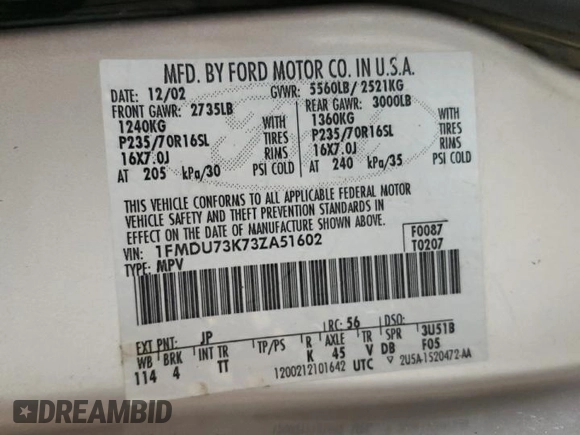 MFD. BY FORD MOTOR CO. IN U.S.A.
DATE: 12/02 GVWR: 5560LB/ 2521KG
FRONT GAWR: 2735LB REAR GAWR: 3000LB
1240KG WITH 1360KG WITH
P235/70R16SL TIRES P235/70R16SL TIRES
16X7.0J RIMS 16X7.0J RIMS
AT 205 kPa/30 PSI COLD AT 240 kPa/35 PSI COLD
THIS VEHICLE CONFORMS TO ALL APPLICABLE FEDERAL MOTOR
VEHICLE SAFETY AND THEFT PREVENTION STANDARDS IN
EFFECT ON THE DATE OF MANUFACTURE SHOWN ABOVE.
VIN: 1FMDU73K73ZA51602 F0087
TYPE: MPV T0207
EXT PNT: JP RC: 56 DSO:
WB BRK INT TR TP/PS R AXLE TR SPR 3U51B
114 4 TT K 45 V DB F05
1200212101642 UTC ▽ 2U5A-1520472-AA
DREAMBID